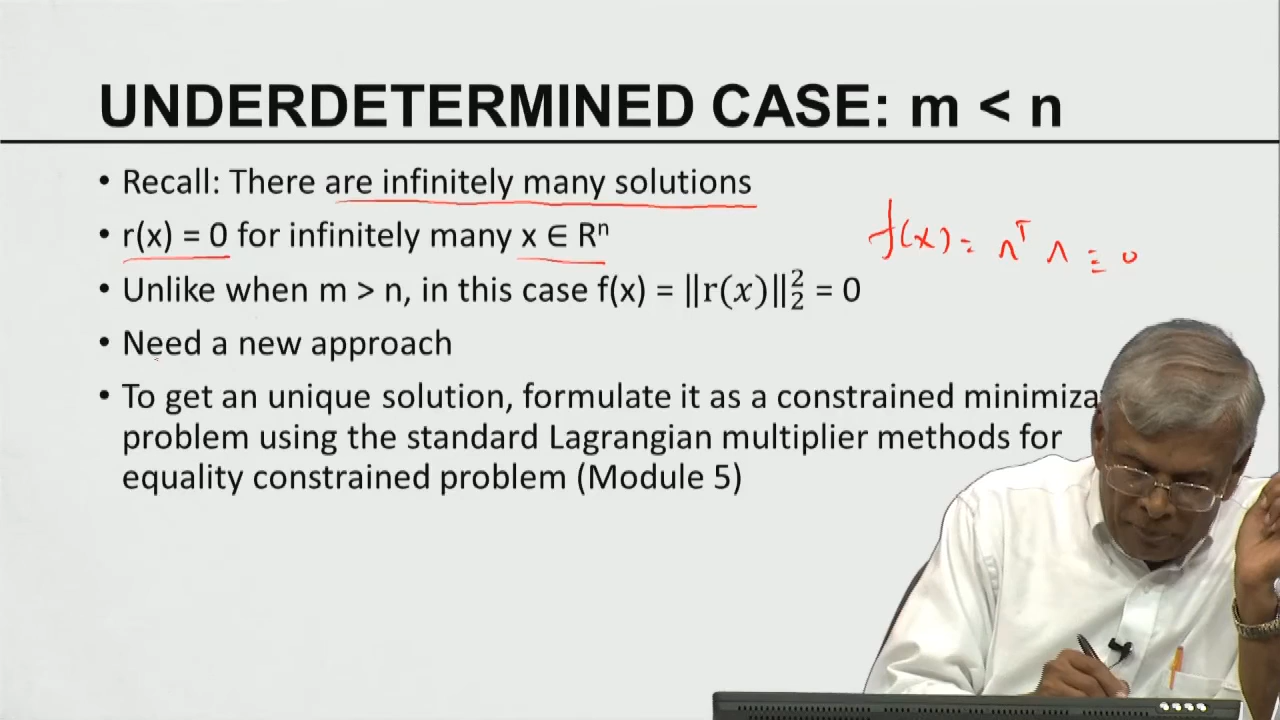 UNDERDETERMINED CASE: m < n
• Recall: There are infinitely many solutions
• r(x) = 0 for infinitely many x ∈ Rⁿ
f(x) = r^T r ≡ 0
• Unlike when m > n, in this case f(x) = ||r(x)||₂² = 0
• Need a new approach
• To get an unique solution, formulate it as a constrained minimiza
problem using the standard Lagrangian multiplier methods for
equality constrained problem (Module 5)